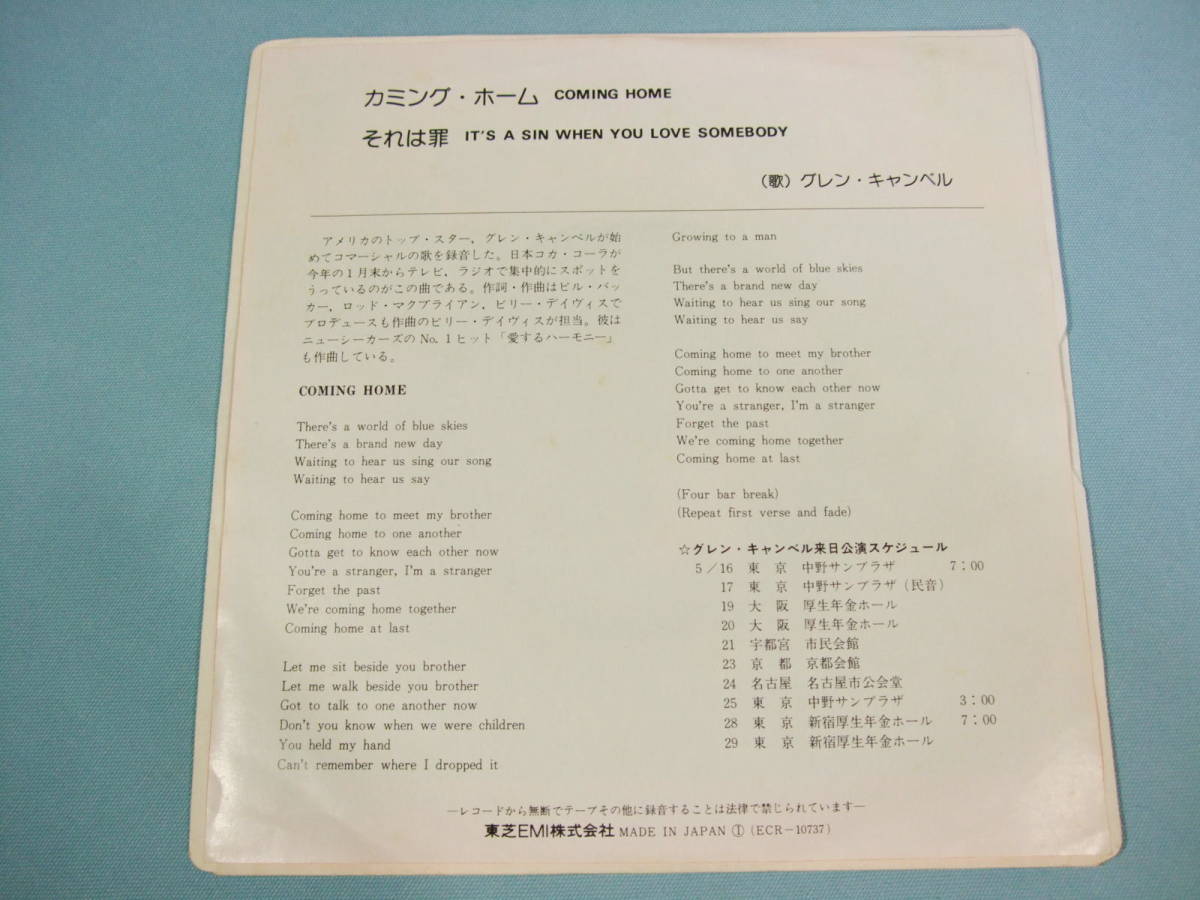 カミング・ホーム COMING HOME
それは罪 IT'S A SIN WHEN YOU LOVE SOMEBODY
（歌）グレン・キャンベル
アメリカのトップ・スター，グレン・キャンベルが始
めてコマーシャルの歌を録音した。日本コカ・コーラが
今年の1月末からテレビ，ラジオで集中的にスポットを
うっているのがこの曲である。作詞・作曲はビル・バッ
カー，ロッド・マクブライアン，ビリー・デイヴィスで
プロデュースも作曲のビリー・デイヴィスが担当。彼は
ニューシーカーズのNo.1ヒット「愛するハーモニー」
も作曲している。
COMING HOME
There's a world of blue skies
There's a brand new day
Waiting to hear us sing our song
Waiting to hear us say
Coming home to meet my brother
Coming home to one another
Gotta get to know each other now
You're a stranger, I'm a stranger
Forget the past
We're coming home together
Coming home at last
Let me sit beside you brother
Let me walk beside you brother
Got to talk to one another now
Don't you know when we were children
You held my hand
Can't remember where I dropped it
Growing to a man
But there's a world of blue skies
There's a brand new day
Waiting to hear us sing our song
Waiting to hear us say
Coming home to meet my brother
Coming home to one another
Gotta get to know each other now
You're a stranger, I'm a stranger
Forget the past
We're coming home together
Coming home at last
(Four bar break)
(Repeat first verse and fade)
☆グレン・キャンベル来日公演スケジュール
5／16 東 京 中野サンプラザ 7：00
17 東 京 中野サンプラザ（民音）
19 大 阪 厚生年金ホール
20 大 阪 厚生年金ホール
21 宇都宮 市民会館
23 京 都 京都会館
24 名古屋 名古屋市公会堂
25 東 京 中野サンプラザ 3：00
28 東 京 新宿厚生年金ホール 7：00
29 東 京 新宿厚生年金ホール
―レコードから無断でテープその他に録音することは法律で禁じられています―
東芝EMI株式会社 MADE IN JAPAN ① (ECR-10737)